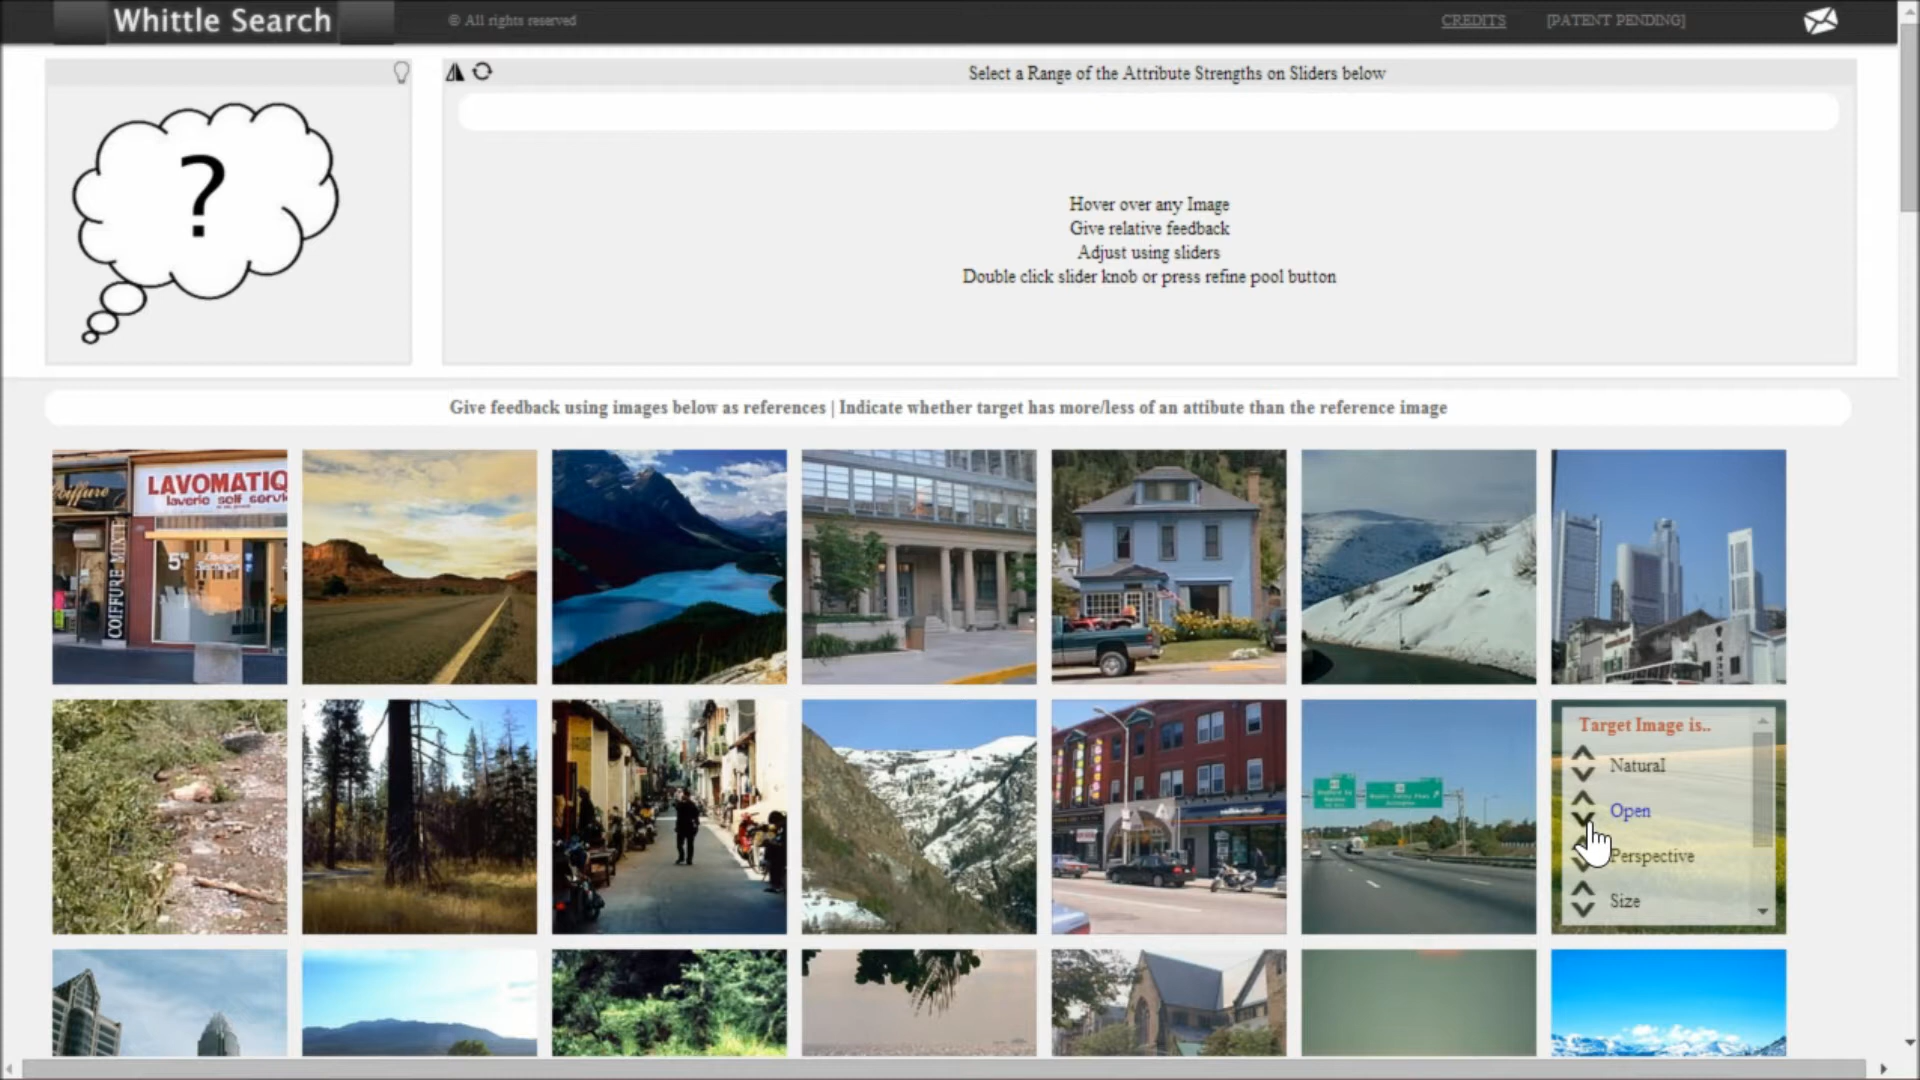 Whittle Search
© All rights reserved
CREDITS
[PATENT PENDING]
?
Select a Range of the Attribute Strengths on Sliders below
Hover over any Image
Give relative feedback
Adjust using sliders
Double click slider knob or press refine pool button
Give feedback using images below as references | Indicate whether target has more/less of an attibute than the reference image
Coiffure
LAVOMATIQ
laverie self servi
COIFFURE MIXT
5
Target Image is..
Natural
Open
Perspective
Size